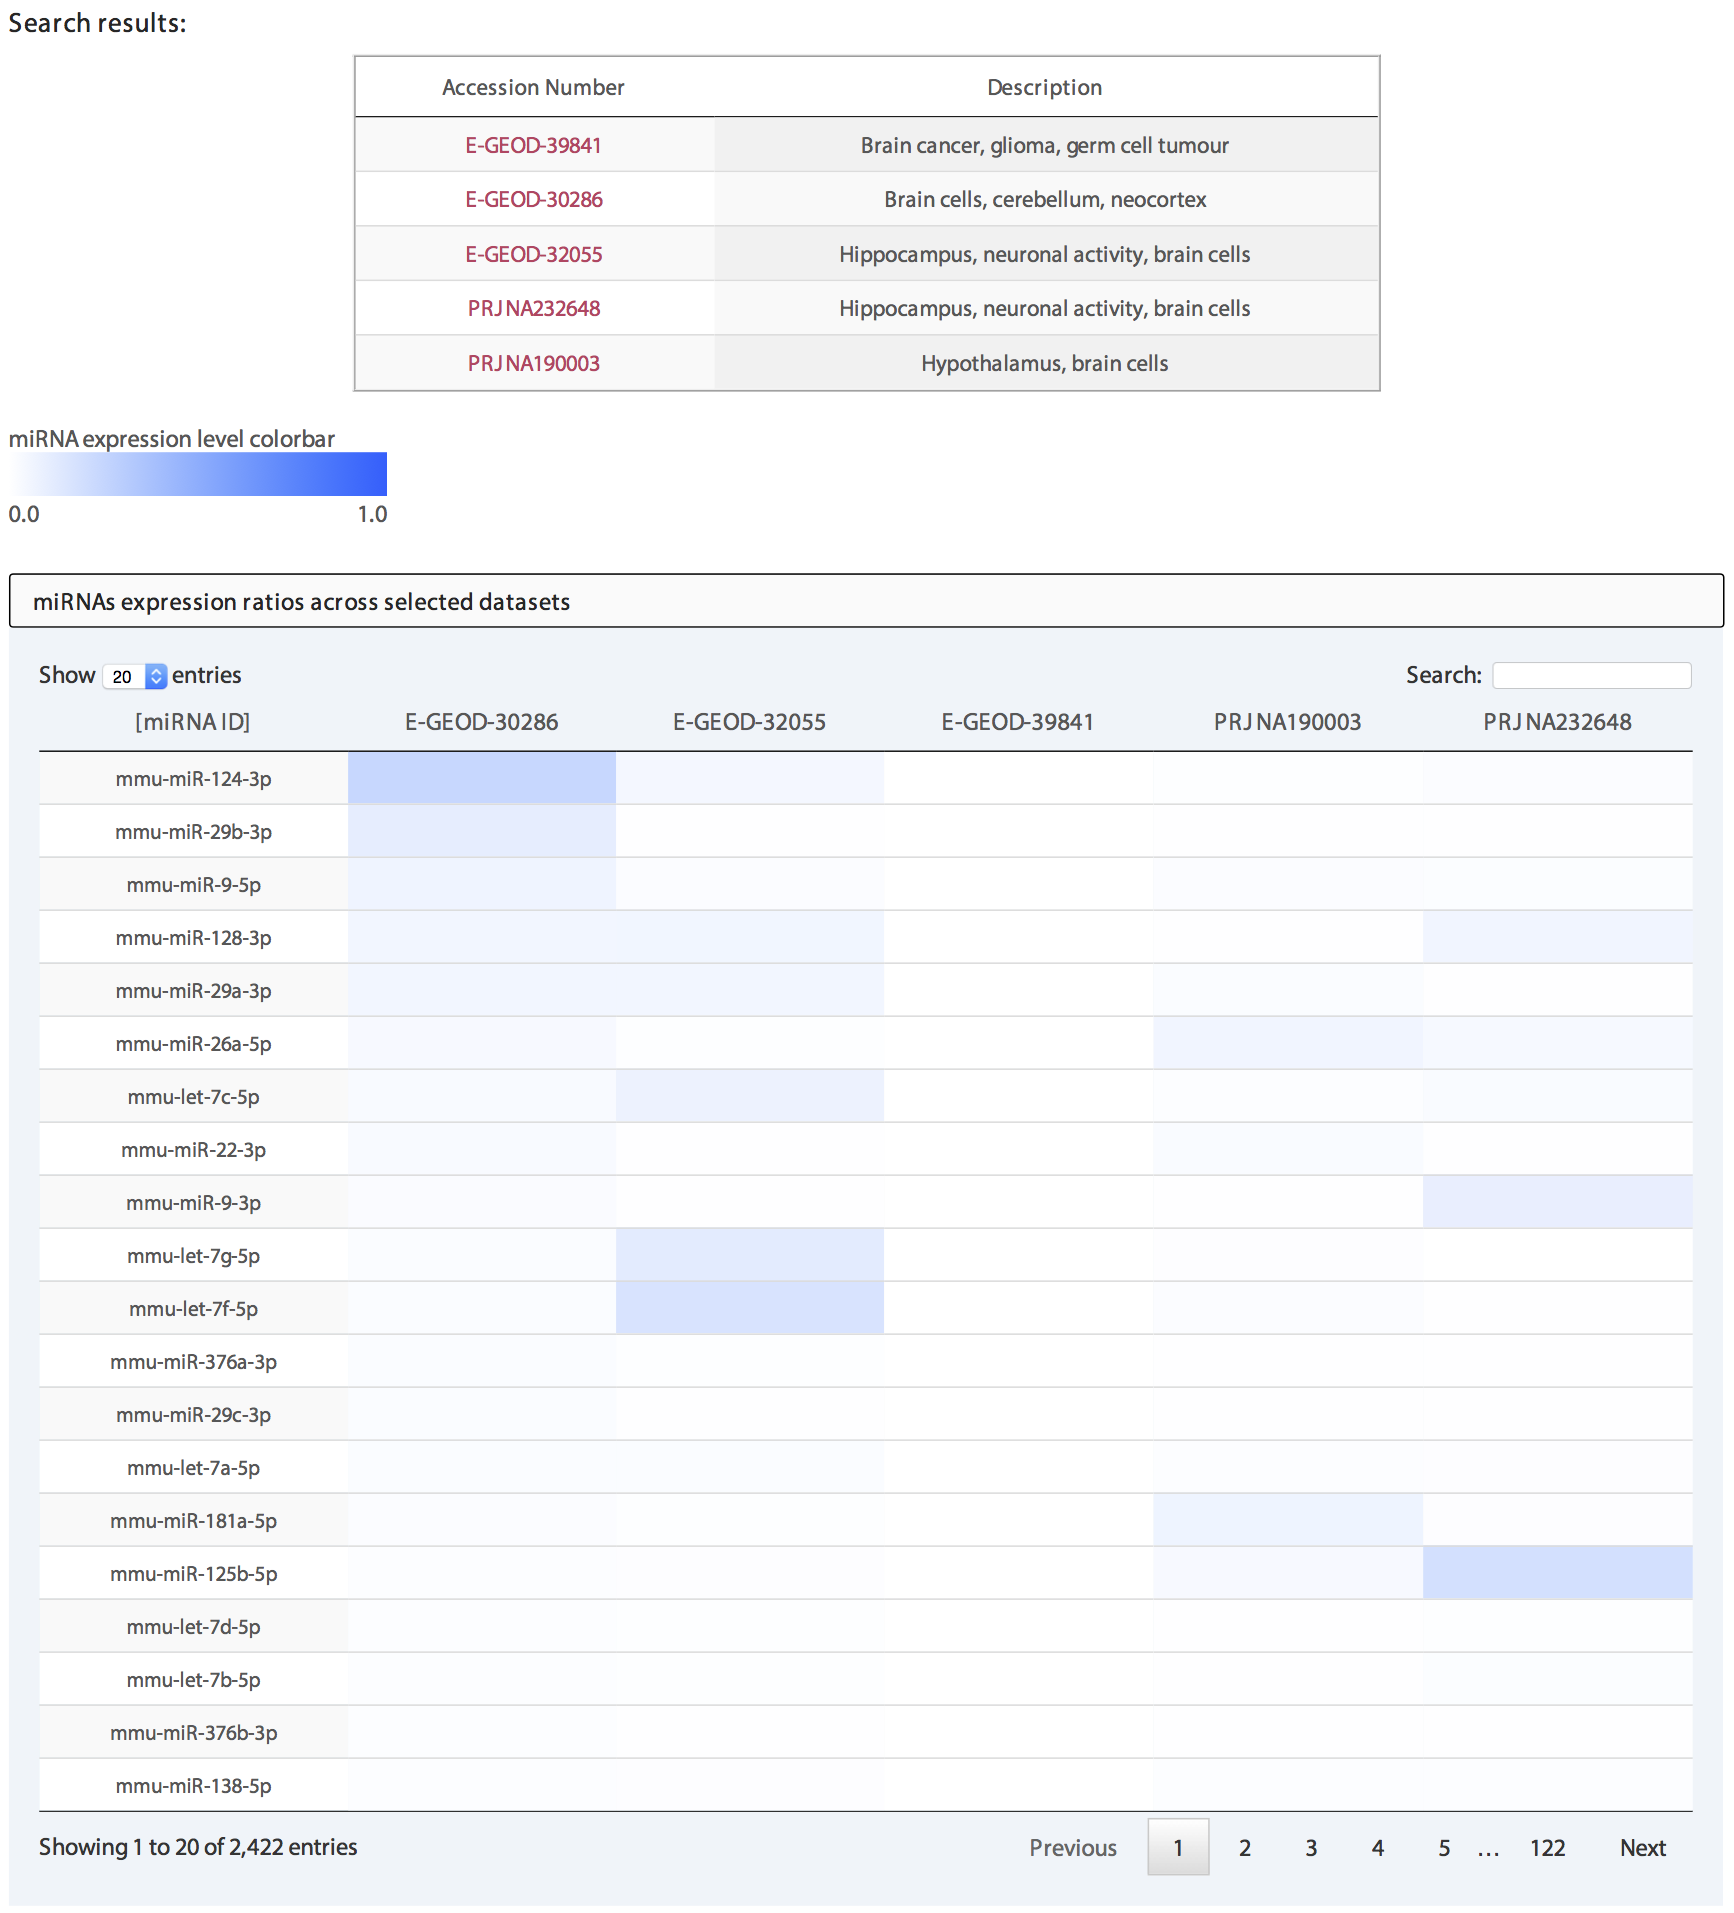 Search results:
Accession Number Description
E-GEOD-39841 Brain cancer, glioma, germ cell tumour
E-GEOD-30286 Brain cells, cerebellum, neocortex
E-GEOD-32055 Hippocampus, neuronal activity, brain cells
PRJNA232648 Hippocampus, neuronal activity, brain cells
PRJNA190003 Hypothalamus, brain cells
miRNA expression level colorbar
0.0 1.0
miRNAs expression ratios across selected datasets
Show 20 entries Search:
[miRNA ID] E-GEOD-30286 E-GEOD-32055 E-GEOD-39841 PRJNA190003 PRJNA232648
mmu-miR-124-3p
mmu-miR-29b-3p
mmu-miR-9-5p
mmu-miR-128-3p
mmu-miR-29a-3p
mmu-miR-26a-5p
mmu-let-7c-5p
mmu-miR-22-3p
mmu-miR-9-3p
mmu-let-7g-5p
mmu-let-7f-5p
mmu-miR-376a-3p
mmu-miR-29c-3p
mmu-let-7a-5p
mmu-miR-181a-5p
mmu-miR-125b-5p
mmu-let-7d-5p
mmu-let-7b-5p
mmu-miR-376b-3p
mmu-miR-138-5p
Showing 1 to 20 of 2,422 entries Previous 1 2 3 4 5 … 122 Next